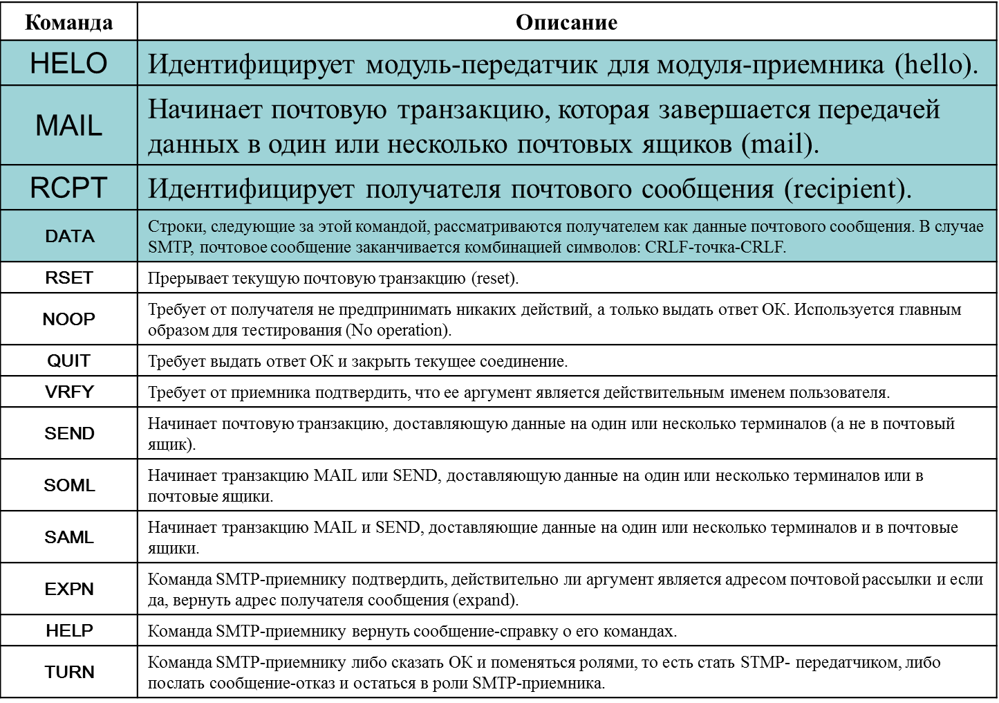 Команда Описание
HELO Идентифицирует модуль-передатчик для модуля-приемника (hello).
MAIL Начинает почтовую транзакцию, которая завершается передачей
данных в один или несколько почтовых ящиков (mail).
RCPT Идентифицирует получателя почтового сообщения (recipient).
DATA Строки, следующие за этой командой, рассматриваются получателем как данные почтового сообщения. В случае
SMTP, почтовое сообщение заканчивается комбинацией символов: CRLF-точка-CRLF.
RSET Прерывает текущую почтовую транзакцию (reset).
NOOP Требует от получателя не предпринимать никаких действий, а только выдать ответ ОК. Используется главным
образом для тестирования (No operation).
QUIT Требует выдать ответ ОК и закрыть текущее соединение.
VRFY Требует от приемника подтвердить, что ее аргумент является действительным именем пользователя.
SEND Начинает почтовую транзакцию, доставляющую данные на один или несколько терминалов (а не в почтовый
ящик).
SOML Начинает транзакцию MAIL или SEND, доставляющую данные на один или несколько терминалов или в
почтовые ящики.
SAML Начинает транзакцию MAIL и SEND, доставляющие данные на один или несколько терминалов и в почтовые
ящики.
EXPN Команда SMTP-приемнику подтвердить, действительно ли аргумент является адресом почтовой рассылки и если
да, вернуть адрес получателя сообщения (expand).
HELP Команда SMTP-приемнику вернуть сообщение-справку о его командах.
TURN Команда SMTP-приемнику либо сказать ОК и поменяться ролями, то есть стать STMP- передатчиком, либо
послать сообщение-отказ и остаться в роли SMTP-приемника.